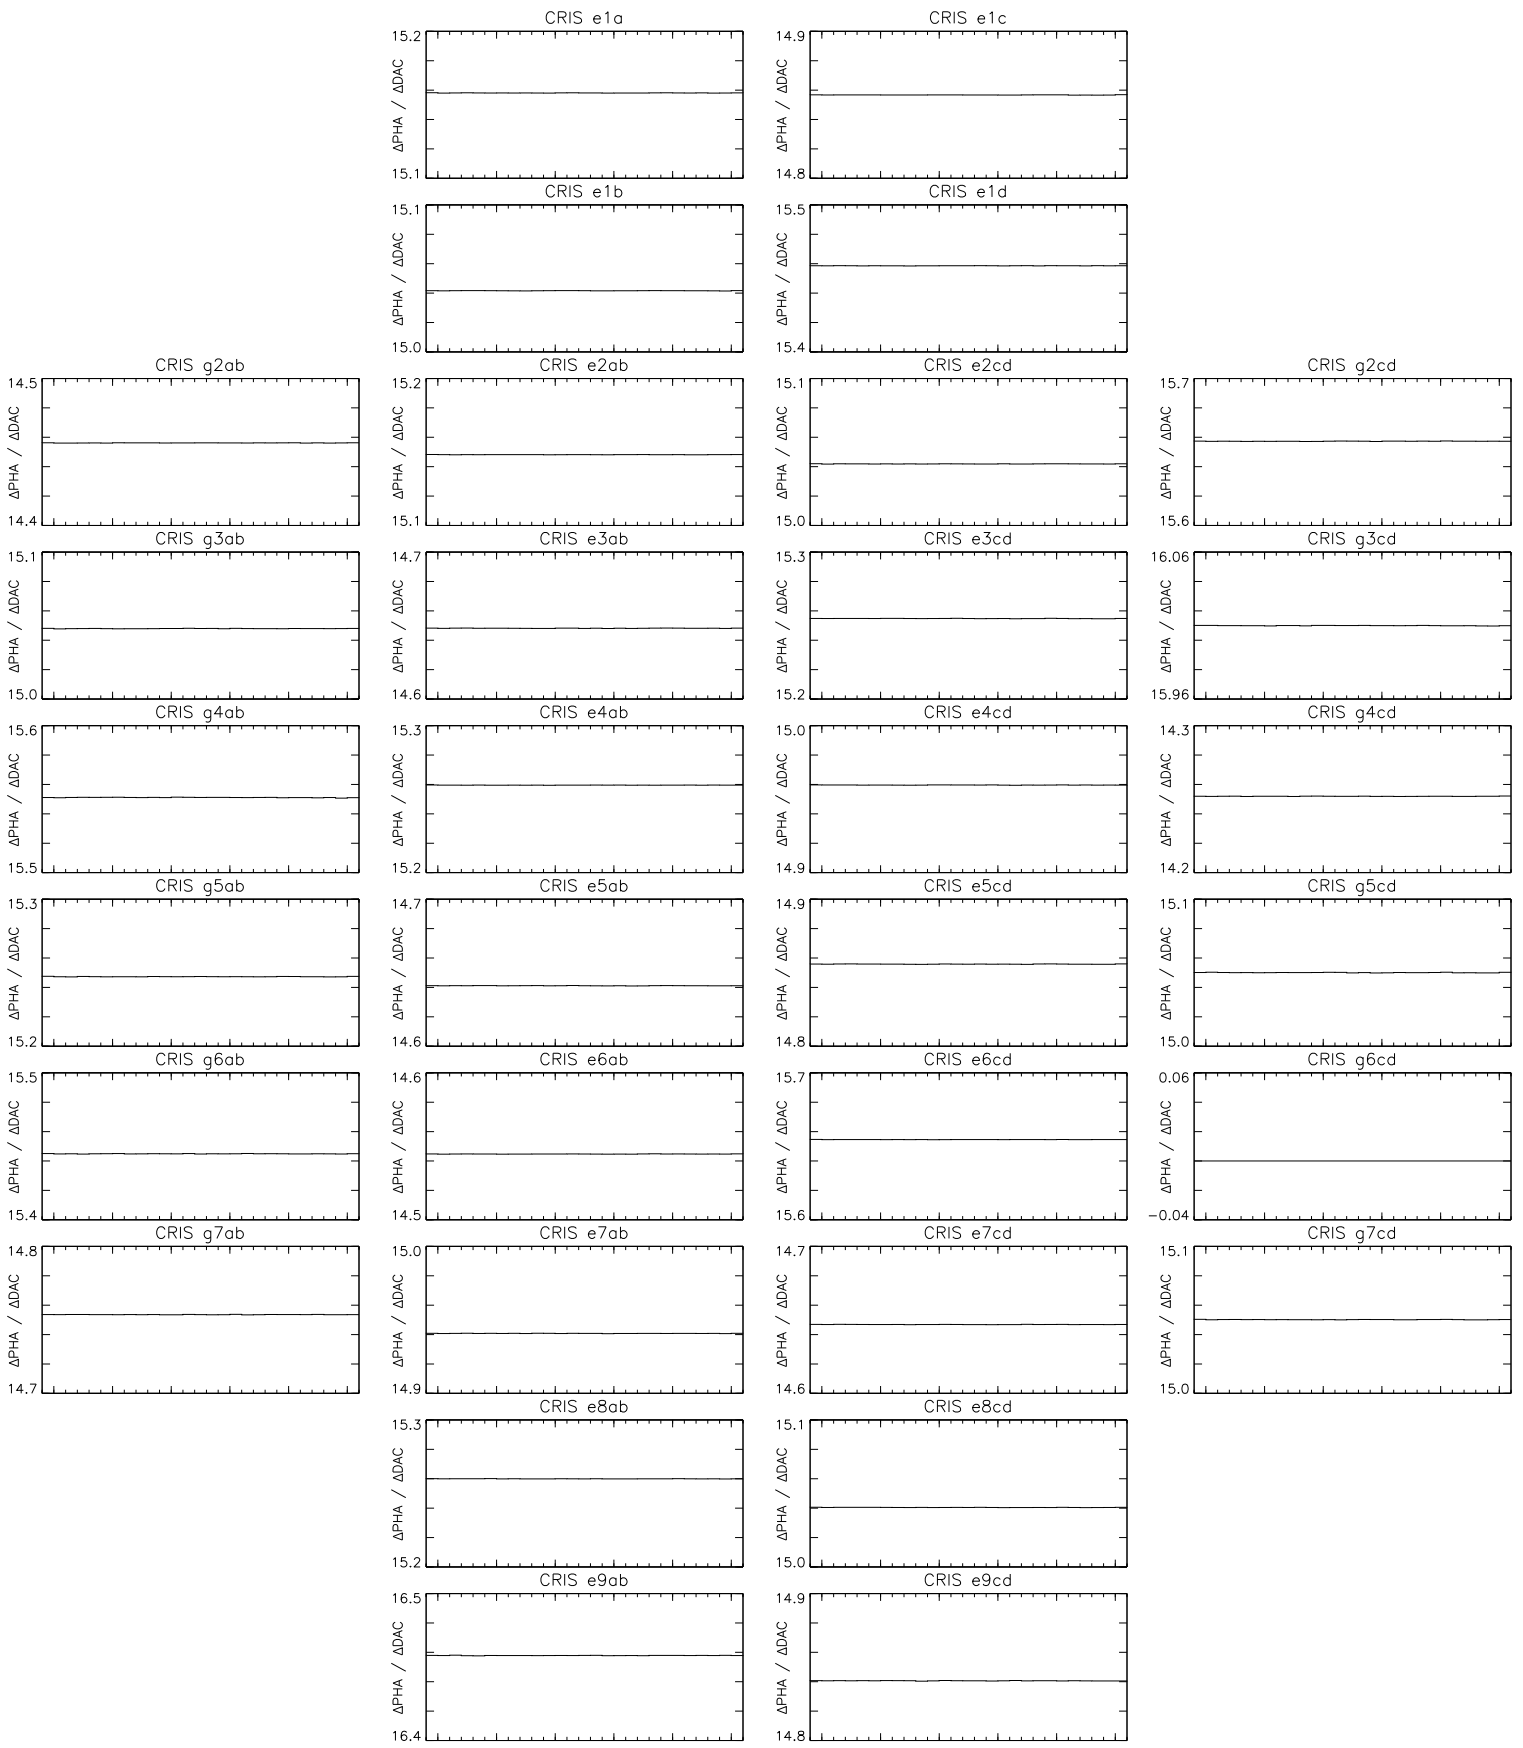 CRIS e1a CRIS e1c
15.2 14.9
ΔPHA / ΔDAC ΔPHA / ΔDAC
15.1 14.8
CRIS e1b CRIS e1d
15.1 15.5
ΔPHA / ΔDAC ΔPHA / ΔDAC
15.0 15.4
CRIS g2ab CRIS e2ab CRIS e2cd CRIS g2cd
14.5 15.2 15.1 15.7
ΔPHA / ΔDAC ΔPHA / ΔDAC ΔPHA / ΔDAC ΔPHA / ΔDAC
14.4 15.1 15.0 15.6
CRIS g3ab CRIS e3ab CRIS e3cd CRIS g3cd
15.1 14.7 15.3 16.06
ΔPHA / ΔDAC ΔPHA / ΔDAC ΔPHA / ΔDAC ΔPHA / ΔDAC
15.0 14.6 15.2 15.96
CRIS g4ab CRIS e4ab CRIS e4cd CRIS g4cd
15.6 15.3 15.0 14.3
ΔPHA / ΔDAC ΔPHA / ΔDAC ΔPHA / ΔDAC ΔPHA / ΔDAC
15.5 15.2 14.9 14.2
CRIS g5ab CRIS e5ab CRIS e5cd CRIS g5cd
15.3 14.7 14.9 15.1
ΔPHA / ΔDAC ΔPHA / ΔDAC ΔPHA / ΔDAC ΔPHA / ΔDAC
15.2 14.6 14.8 15.0
CRIS g6ab CRIS e6ab CRIS e6cd CRIS g6cd
15.5 14.6 15.7 0.06
ΔPHA / ΔDAC ΔPHA / ΔDAC ΔPHA / ΔDAC ΔPHA / ΔDAC
15.4 14.5 15.6 −0.04
CRIS g7ab CRIS e7ab CRIS e7cd CRIS g7cd
14.8 15.0 14.7 15.1
ΔPHA / ΔDAC ΔPHA / ΔDAC ΔPHA / ΔDAC ΔPHA / ΔDAC
14.7 14.9 14.6 15.0
CRIS e8ab CRIS e8cd
15.3 15.1
ΔPHA / ΔDAC ΔPHA / ΔDAC
15.2 15.0
CRIS e9ab CRIS e9cd
16.5 14.9
ΔPHA / ΔDAC ΔPHA / ΔDAC
16.4 14.8